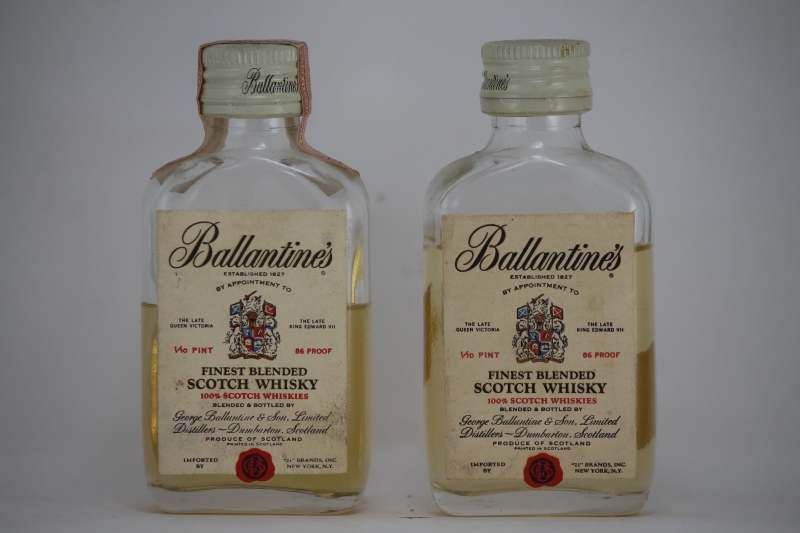 Ballantine's
Ballantine's
ESTABLISHED 1827
BY APPOINTMENT TO
THE LATE QUEEN VICTORIA
THE LATE KING EDWARD VII
1/10 PINT
86 PROOF
FINEST BLENDED
SCOTCH WHISKY
100% SCOTCH WHISKIES
BLENDED & BOTTLED BY
George Ballantine & Son, Limited
Distillers ~ Dumbarton, Scotland
PRODUCE OF SCOTLAND
PRINTED IN SCOTLAND
IMPORTED BY
"21" BRANDS, INC.
NEW YORK, N.Y.
Ballantine's
Ballantine's
ESTABLISHED 1827
BY APPOINTMENT TO
THE LATE QUEEN VICTORIA
THE LATE KING EDWARD VII
1/10 PINT
86 PROOF
FINEST BLENDED
SCOTCH WHISKY
100% SCOTCH WHISKIES
BLENDED & BOTTLED BY
George Ballantine & Son, Limited
Distillers ~ Dumbarton, Scotland
PRODUCE OF SCOTLAND
PRINTED IN SCOTLAND
IMPORTED BY
"21" BRANDS, INC.
NEW YORK, N.Y.